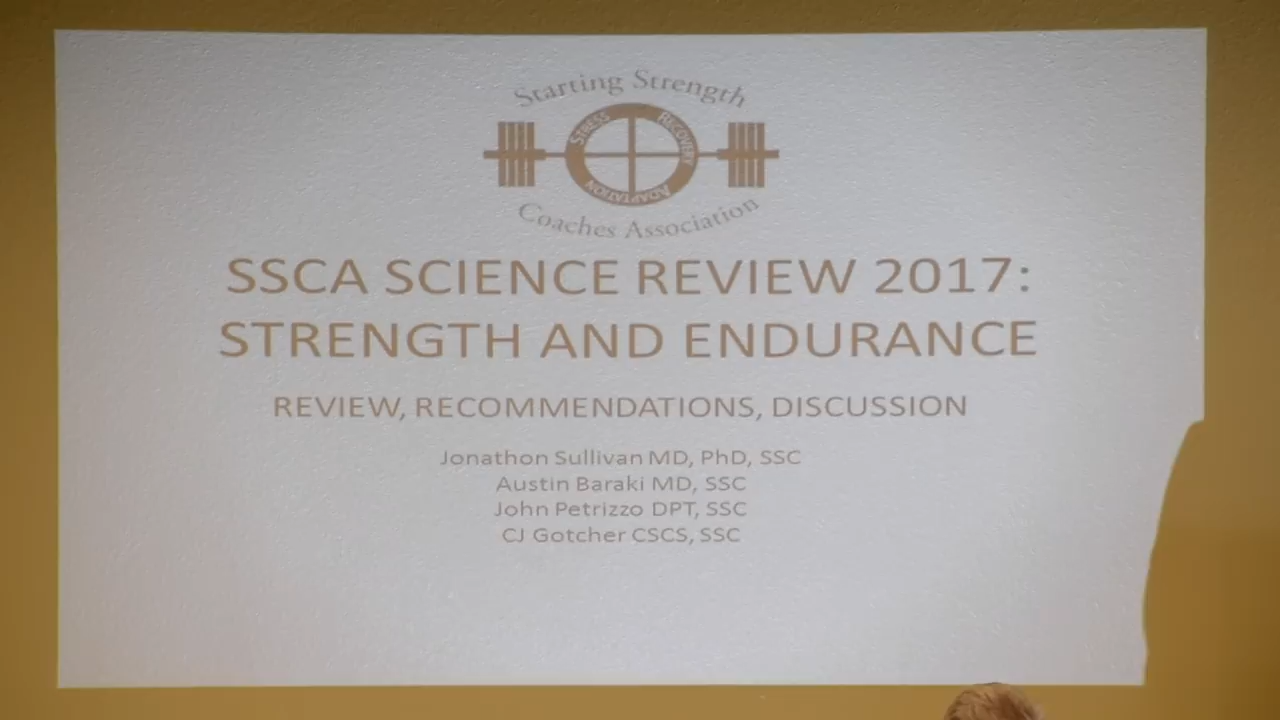 Starting Strength
STRESS
RECOVERY
ADAPTATION
Coaches Association
SSCA SCIENCE REVIEW 2017:
STRENGTH AND ENDURANCE
REVIEW, RECOMMENDATIONS, DISCUSSION
Jonathon Sullivan MD, PhD, SSC
Austin Baraki MD, SSC
John Petrizzo DPT, SSC
CJ Gotcher CSCS, SSC